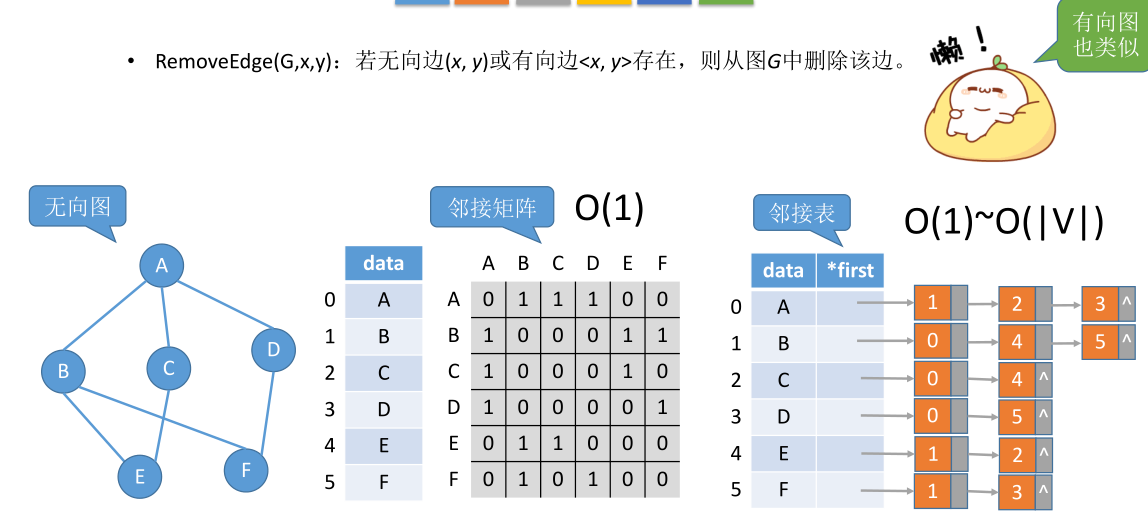 有向图
也类似
懒！
• RemoveEdge(G,x,y)：若无向边(x, y)或有向边<x, y>存在，则从图G中删除该边。
无向图
A
B
C
D
E
F
data
0 A
1 B
2 C
3 D
4 E
5 F
邻接矩阵 O(1)
A B C D E F
A 0 1 1 1 0 0
B 1 0 0 0 1 1
C 1 0 0 0 1 0
D 1 0 0 0 0 1
E 0 1 1 0 0 0
F 0 1 0 1 0 0
邻接表 O(1)~O(|V|)
data *first
0 A 1 2 3 ^
1 B 0 4 5 ^
2 C 0 4 ^
3 D 0 5 ^
4 E 1 2 ^
5 F 1 3 ^